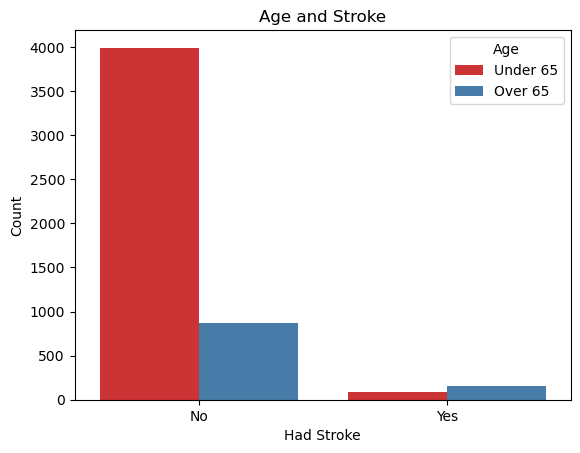 Age and Stroke
Age
Under 65
Over 65
4000
3500
3000
2500
2000
1500
1000
500
0
Count
No
Yes
Had Stroke